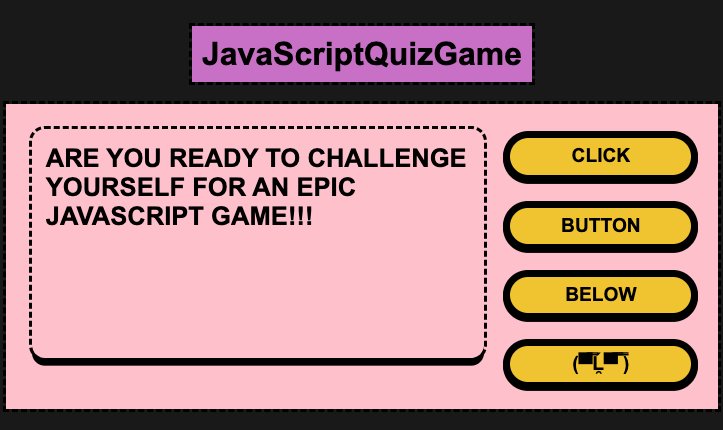 JavaScriptQuizGame
ARE YOU READY TO CHALLENGE
YOURSELF FOR AN EPIC
JAVASCRIPT GAME!!!
CLICK
BUTTON
BELOW
(▀̿Ĺ̯▀̿ ̿)